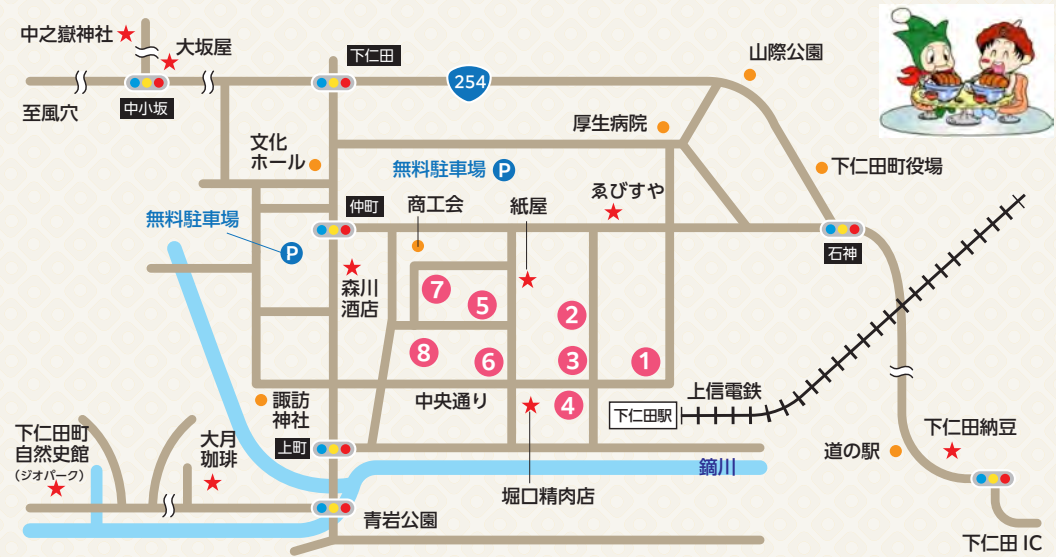 中之嶽神社
大坂屋
下仁田
254
山際公園
至風穴
中小坂
厚生病院
文化
ホール
無料駐車場 P
下仁田町役場
ゑびすや
商工会
紙屋
仲町
無料駐車場
P
石神
森川
酒店
7
5
2
8
6
3
1
4
中央通り
上信電鉄
下仁田駅
諏訪
神社
上町
下仁田町
自然史館
(ジオパーク)
大月
珈琲
道の駅
下仁田納豆
鏑川
堀口精肉店
青岩公園
下仁田 IC